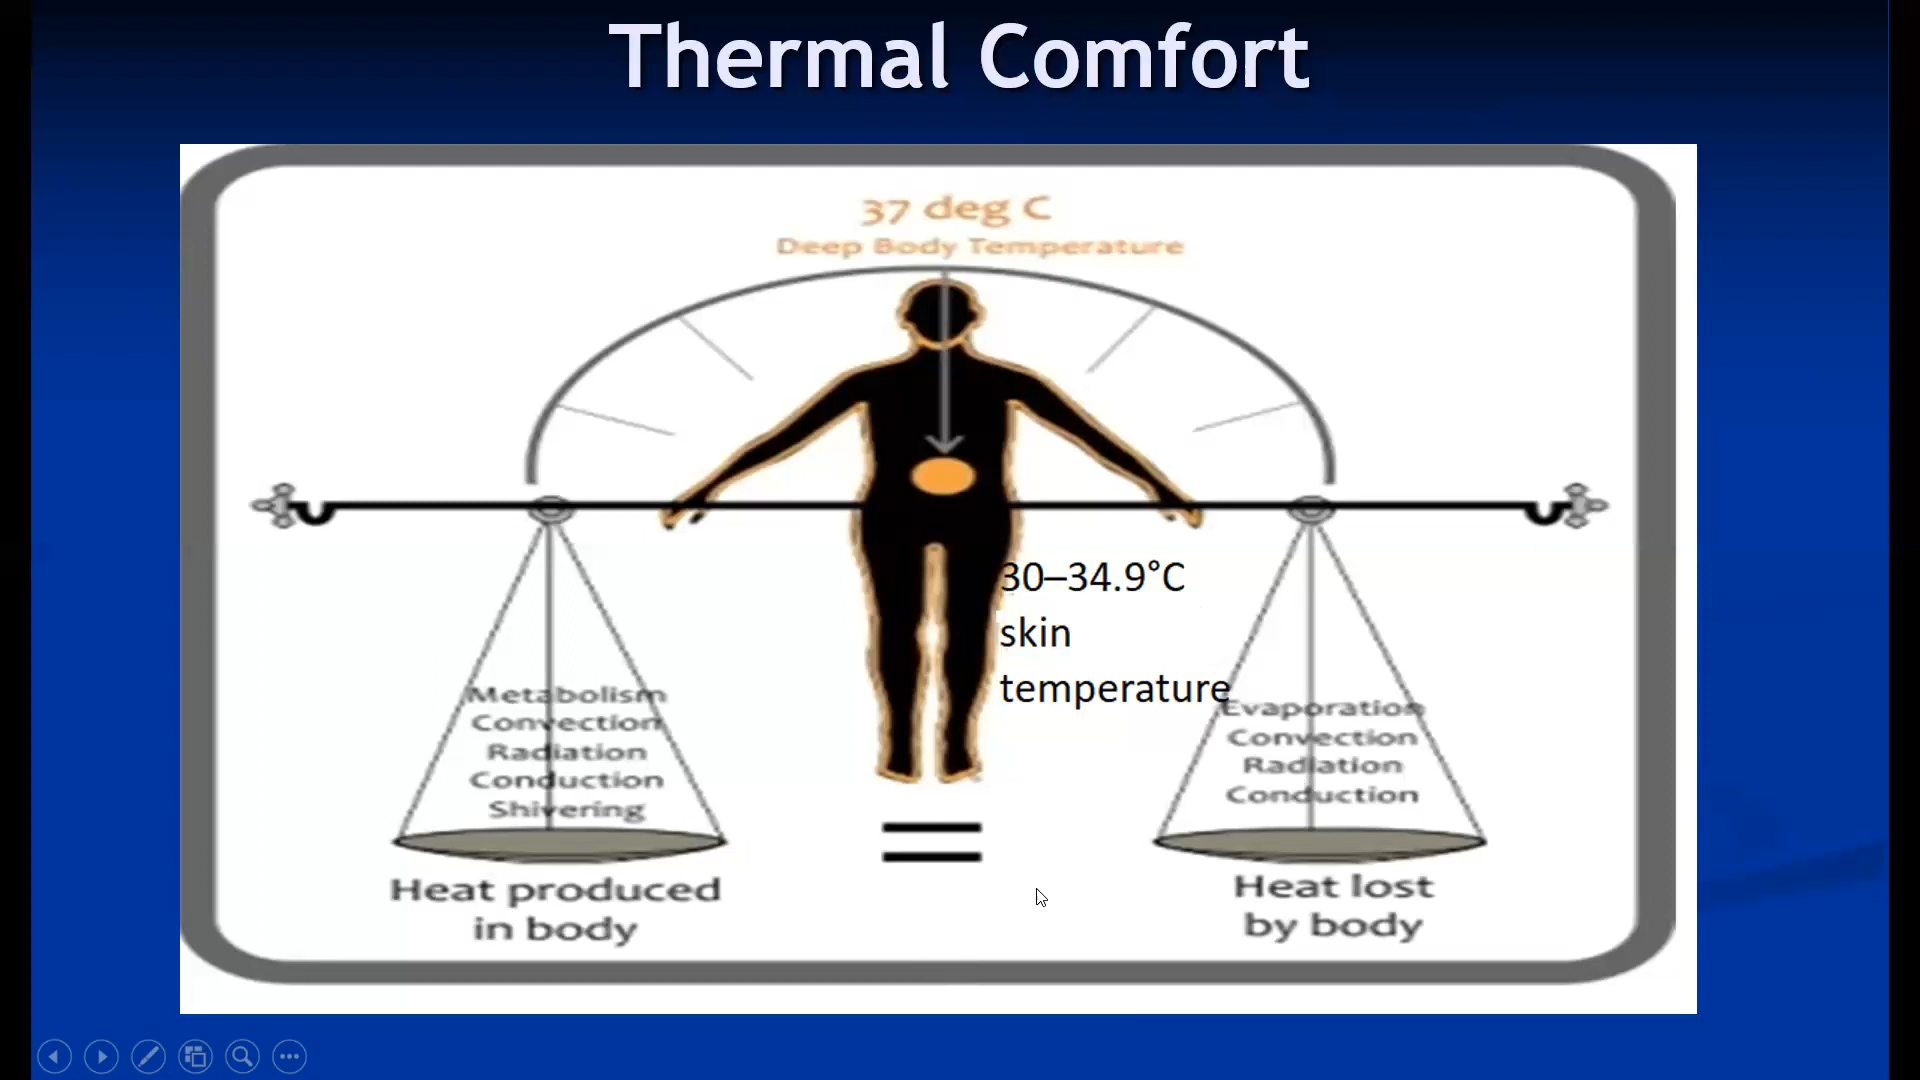 Thermal Comfort
37 deg C
Deep Body Temperature
30–34.9°C
skin
temperature
Metabolism
Convection
Radiation
Conduction
Shivering
Heat produced
in body
=
Evaporation
Convection
Radiation
Conduction
Heat lost
by body